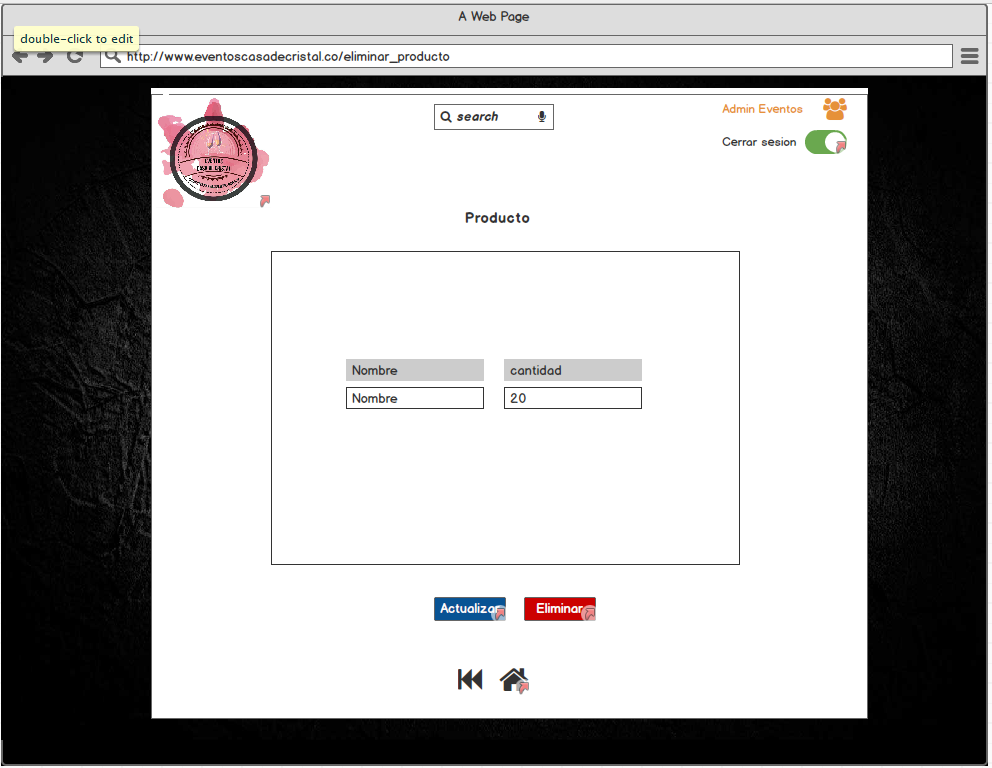 A Web Page
double-click to edit
http://www.eventoscasadecristal.co/eliminar_producto
search
Admin Eventos
Cerrar sesion
Producto
Nombre cantidad
Nombre 20
Actualizar Eliminar